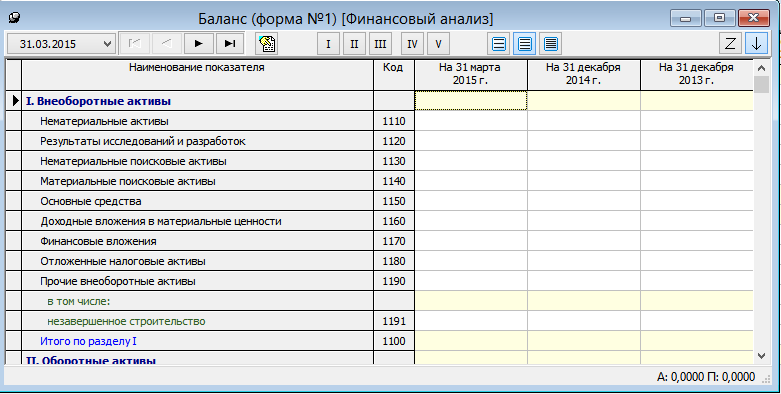 Баланс (форма №1) [Финансовый анализ]
31.03.2015 I II III IV V Z
Наименование показателя Код На 31 марта 2015 г. На 31 декабря 2014 г. На 31 декабря 2013 г.
I. Внеоборотные активы
Нематериальные активы 1110
Результаты исследований и разработок 1120
Нематериальные поисковые активы 1130
Материальные поисковые активы 1140
Основные средства 1150
Доходные вложения в материальные ценности 1160
Финансовые вложения 1170
Отложенные налоговые активы 1180
Прочие внеоборотные активы 1190
в том числе:
незавершенное строительство 1191
Итого по разделу I 1100
II. Оборотные активы
А: 0,0000 П: 0,0000